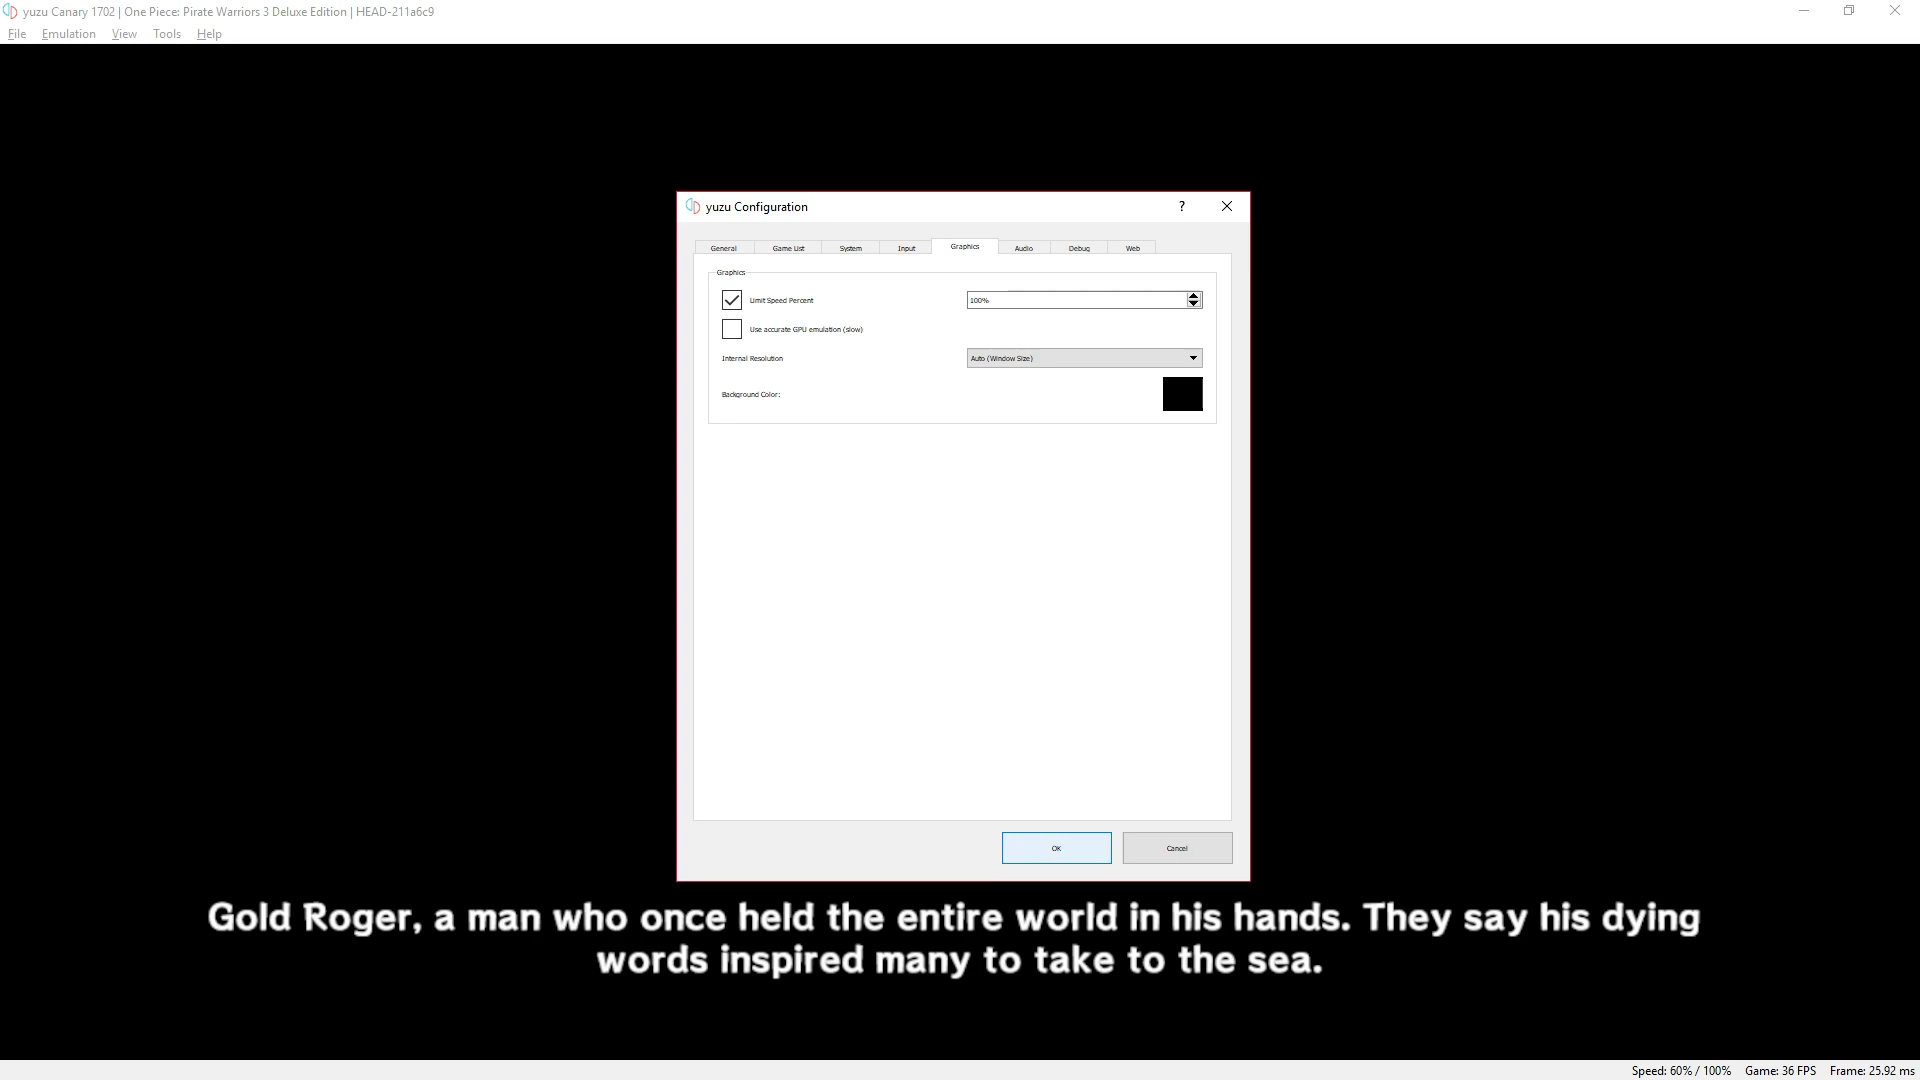 yuzu Canary 1702 | One Piece: Pirate Warriors 3 Deluxe Edition | HEAD-211a6c9
File Emulation View Tools Help
yuzu Configuration ?
General Game List System Input Graphics Audio Debug Web
Graphics
Limit Speed Percent 100%
Use accurate GPU emulation (slow)
Internal Resolution Auto (Window Size)
Background Color:
OK Cancel
Gold Roger, a man who once held the entire world in his hands. They say his dying
words inspired many to take to the sea.
Speed: 60% / 100% Game: 36 FPS Frame: 25.92 ms